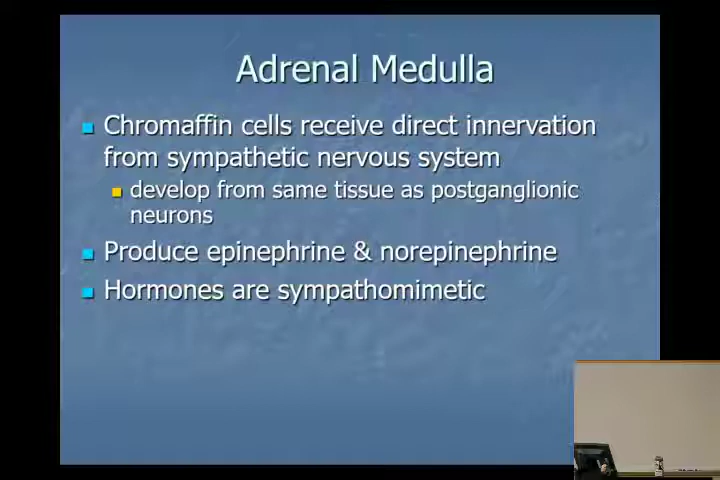 Adrenal Medulla
Chromaffin cells receive direct innervation
from sympathetic nervous system
develop from same tissue as postganglionic
neurons
Produce epinephrine & norepinephrine
Hormones are sympathomimetic